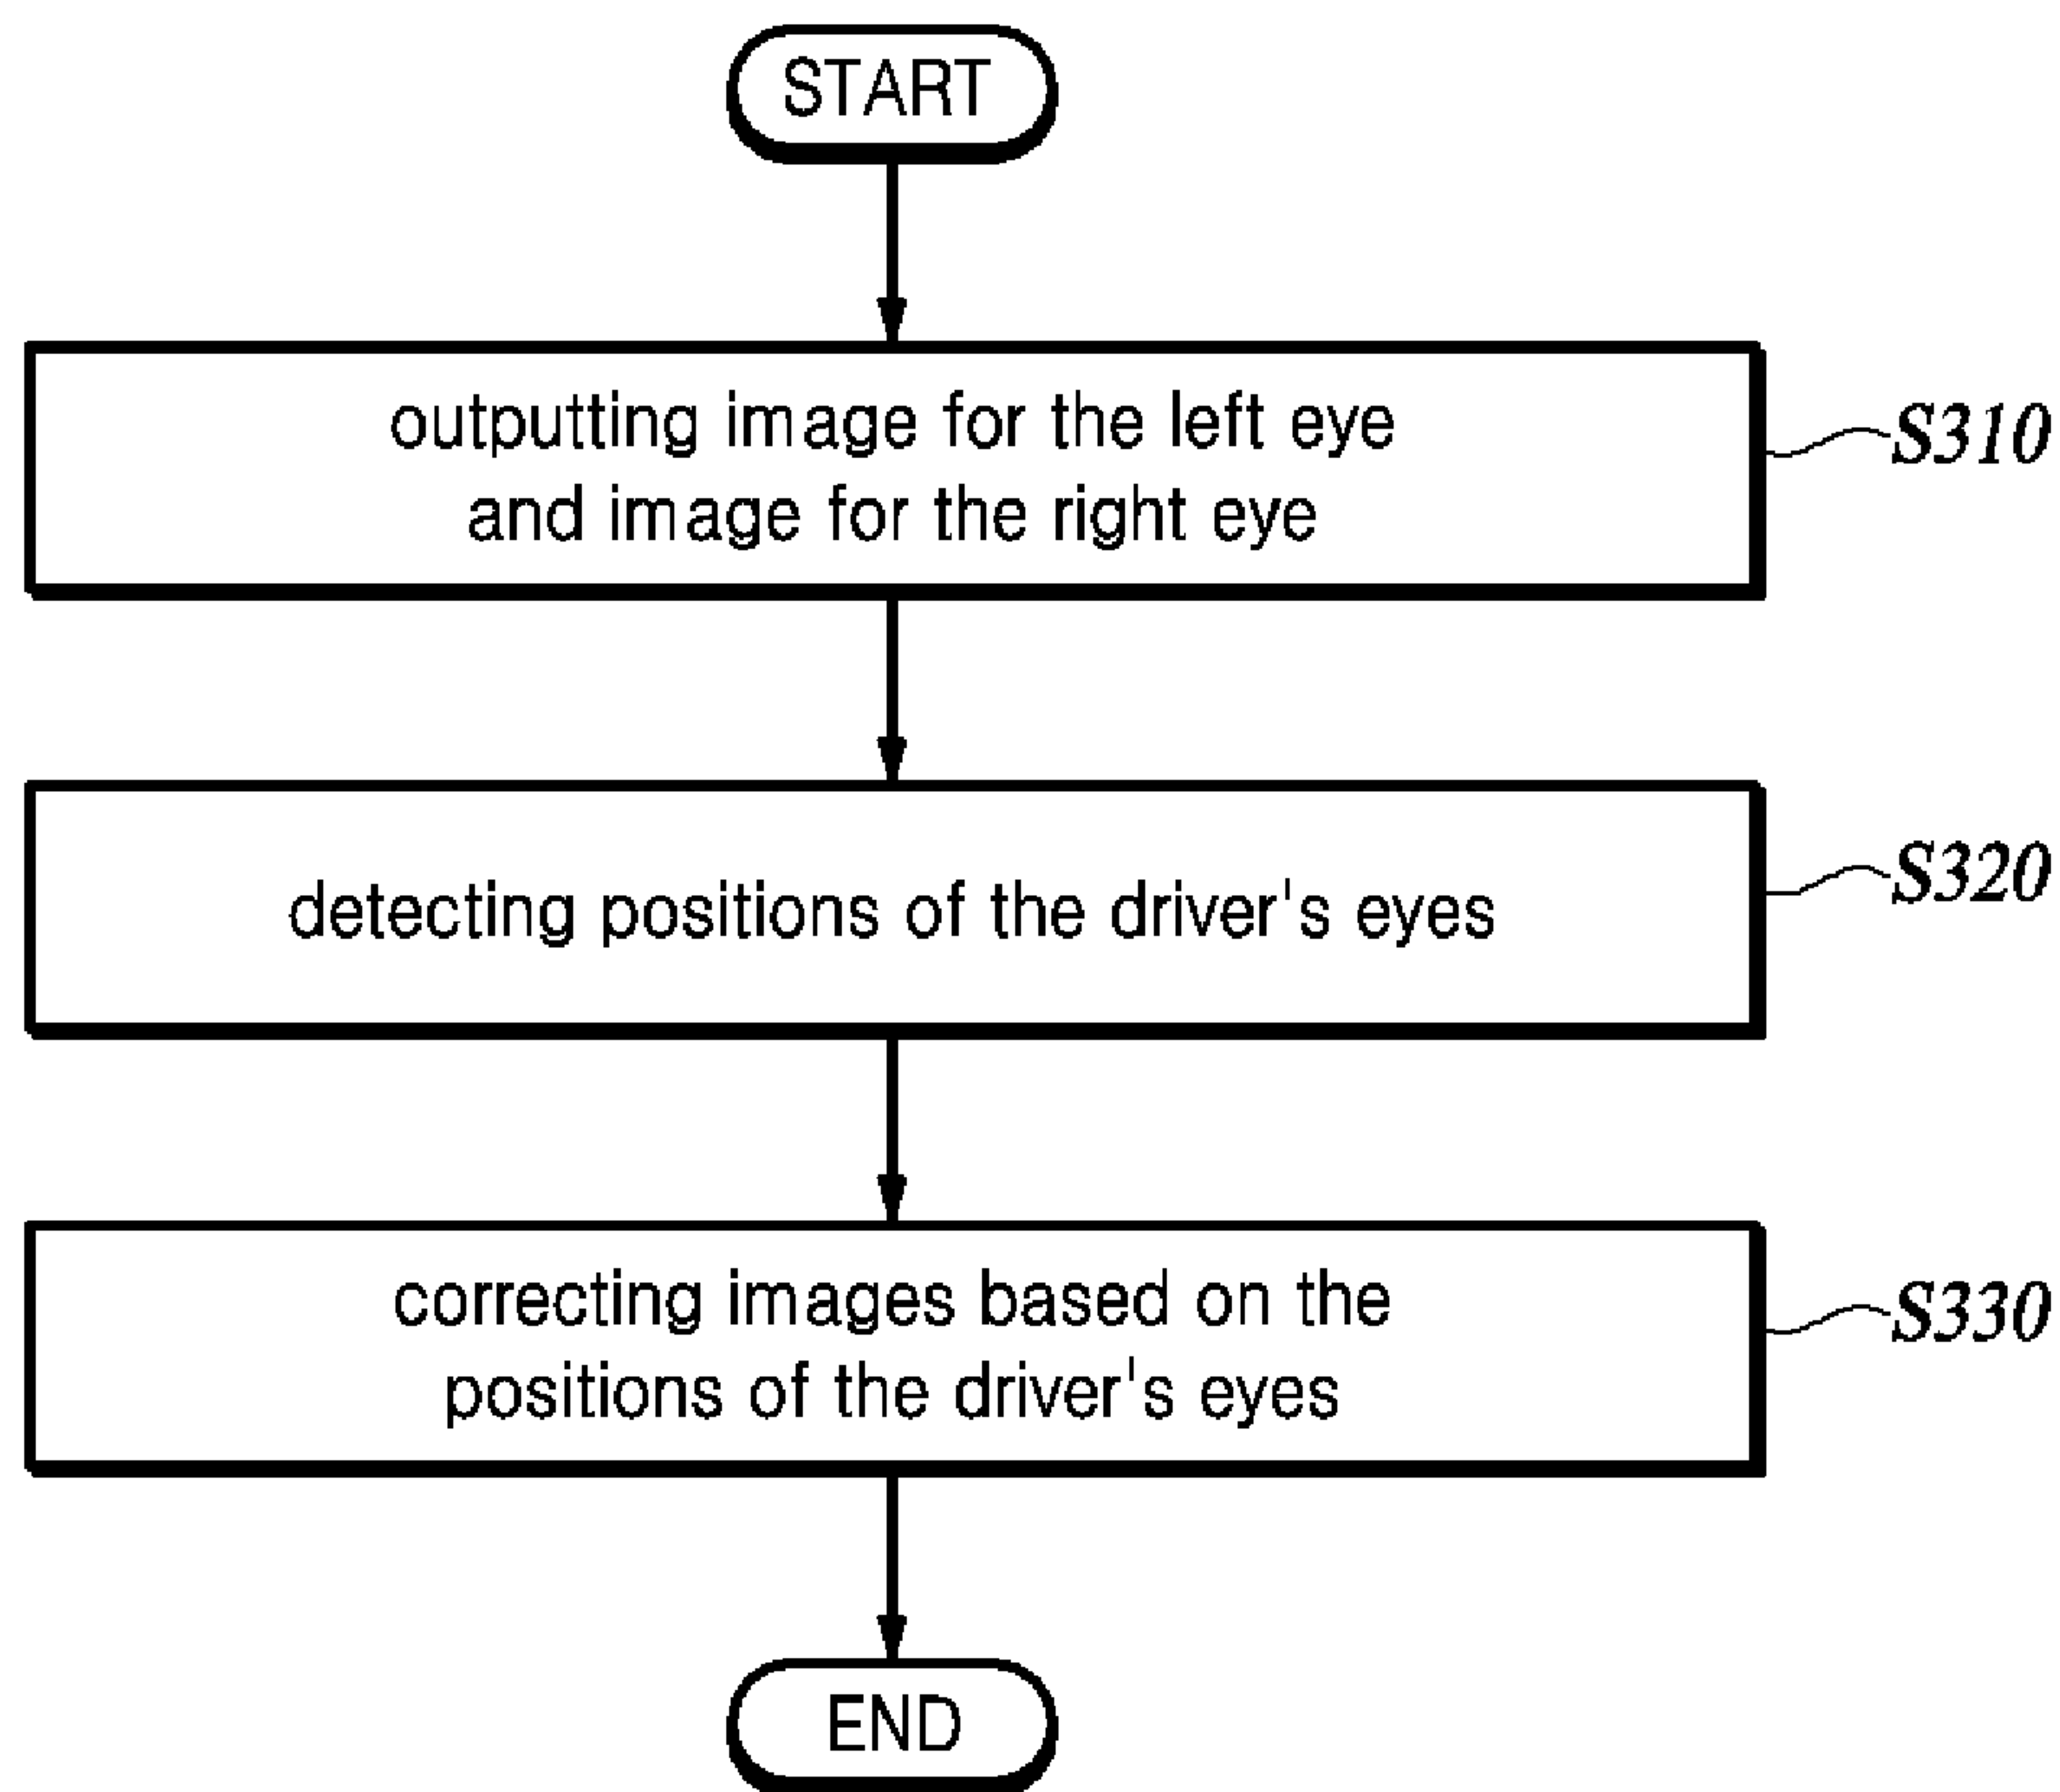 START
outputting image for the left eye
and image for the right eye
S310
detecting positions of the driver's eyes
S320
correcting images based on the
positions of the driver's eyes
S330
END